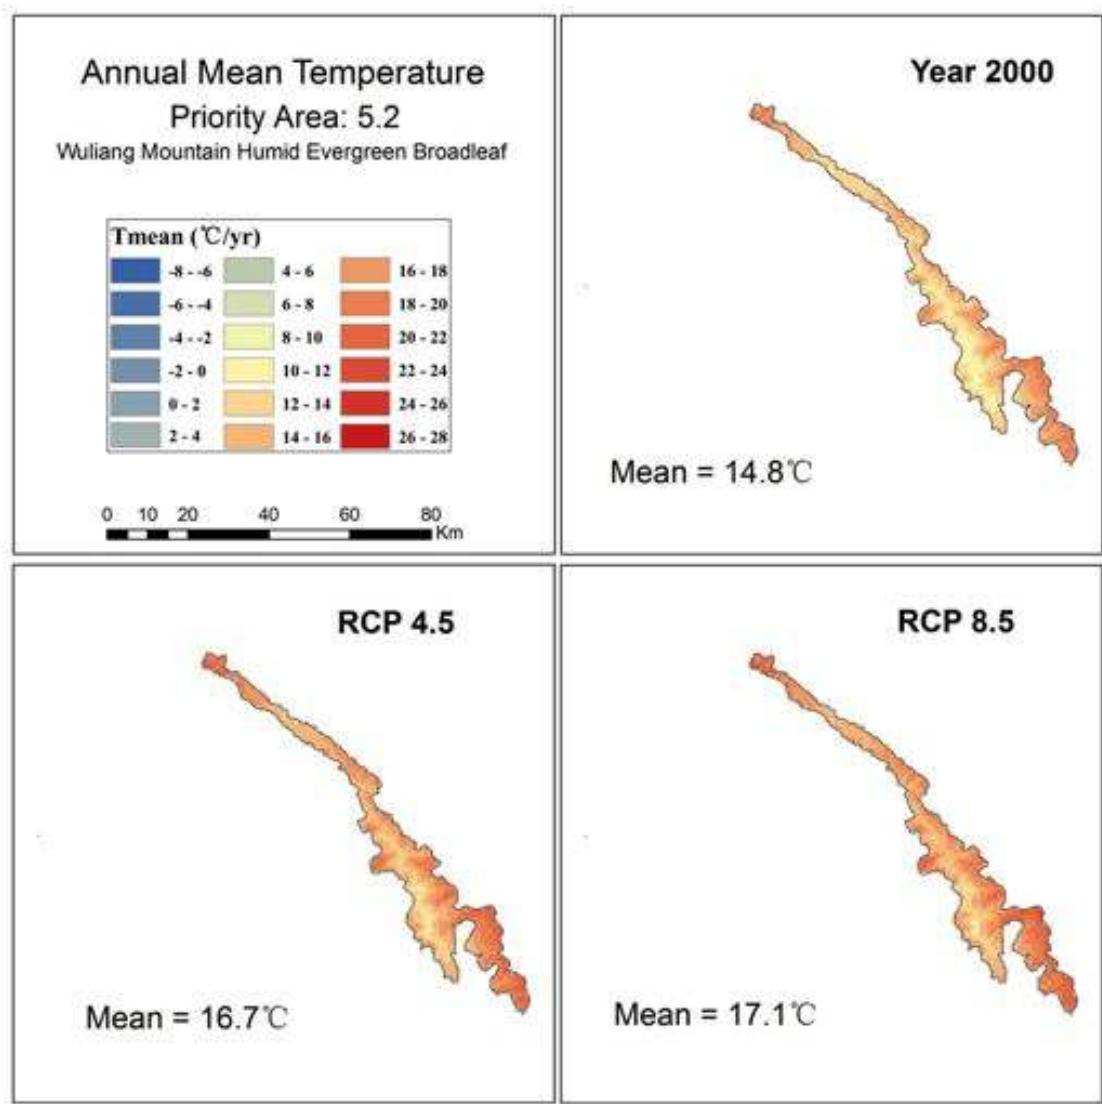 Annual Mean Temperature
Priority Area: 5.2
Wuliang Mountain Humid Evergreen Broadleaf
Tmean (℃/yr)
-8 - -6 4 - 6 16 - 18
-6 - -4 6 - 8 18 - 20
-4 - -2 8 - 10 20 - 22
-2 - 0 10 - 12 22 - 24
0 - 2 12 - 14 24 - 26
2 - 4 14 - 16 26 - 28
0 10 20 40 60 80
Km
Year 2000
Mean = 14.8℃
RCP 4.5
Mean = 16.7℃
RCP 8.5
Mean = 17.1℃